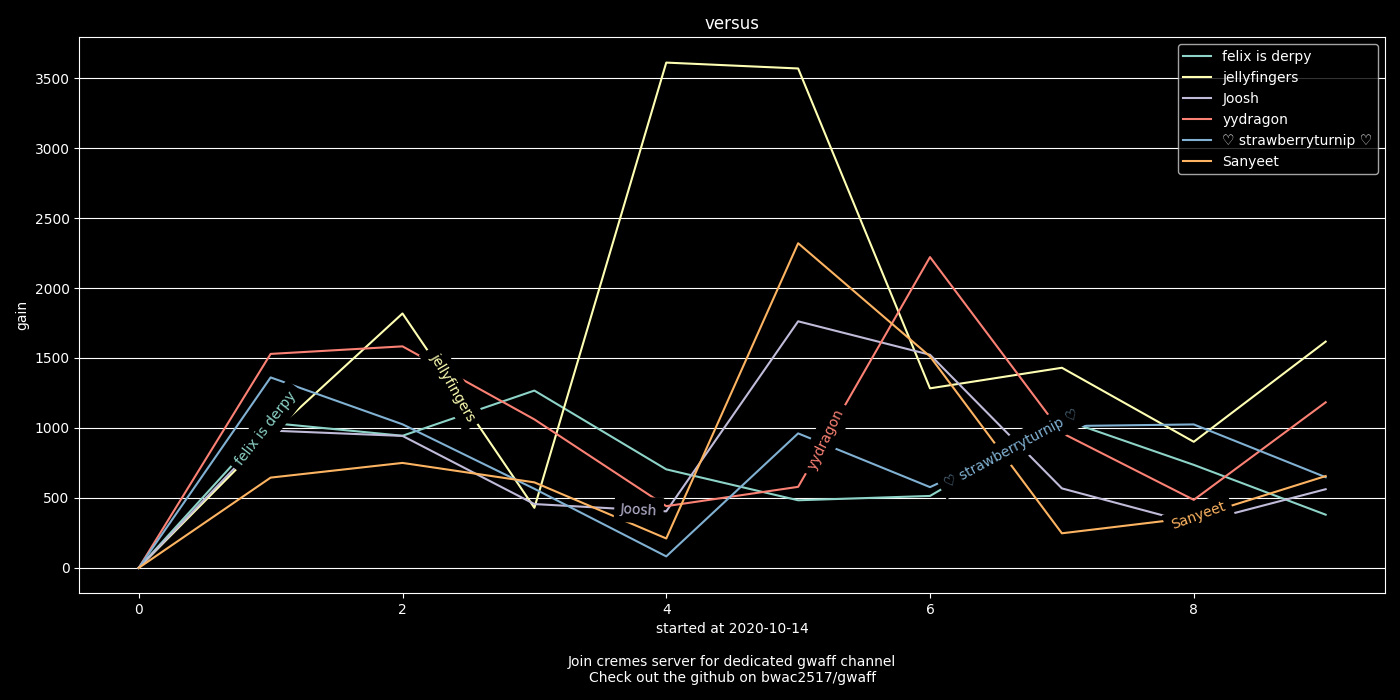 versus
felix is derpy
jellyfingers
Joosh
yydragon
♡ strawberryturnip ♡
Sanyeet
3500
3000
2500
2000
1500
1000
500
0
gain
felix is derpy
jellyfingers
Joosh
yydragon
♡ strawberryturnip ♡
Sanyeet
0 2 4 6 8
started at 2020-10-14
Join cremes server for dedicated gwaff channel
Check out the github on bwac2517/gwaff